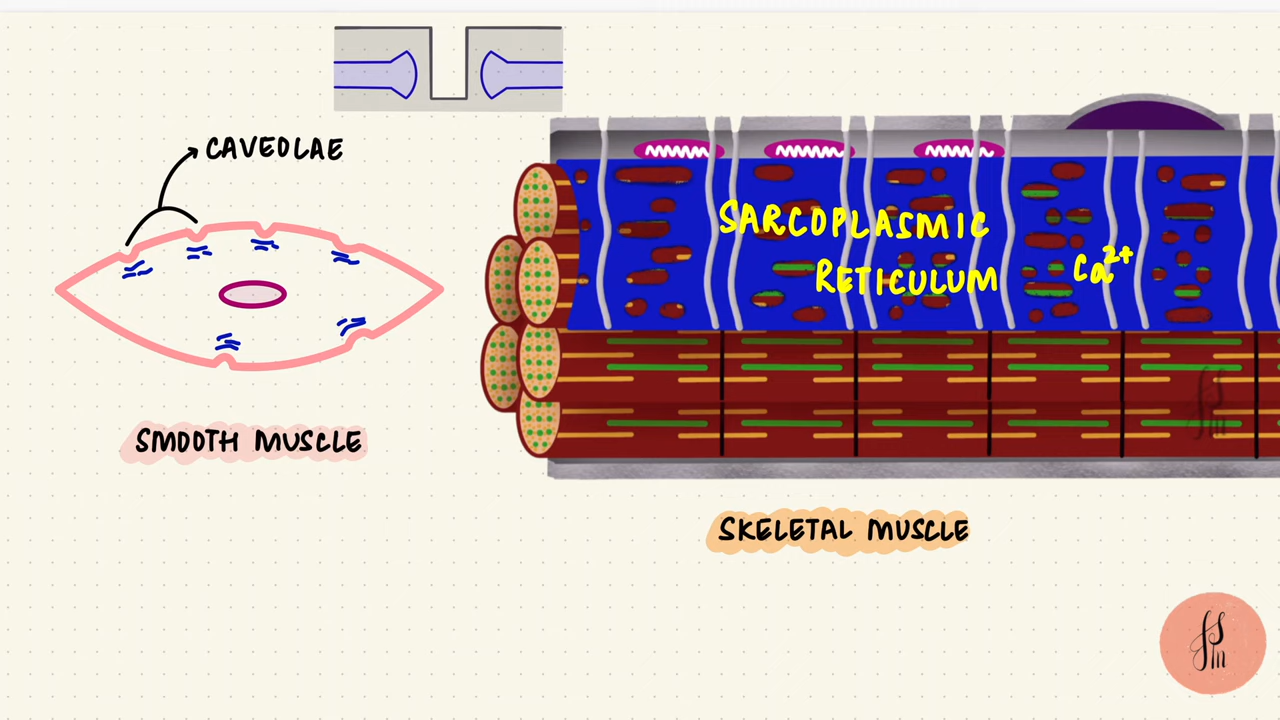 CAVEOLAE
SARCOPLASMIC
RETICULUM
Ca2+
SMOOTH MUSCLE
SKELETAL MUSCLE